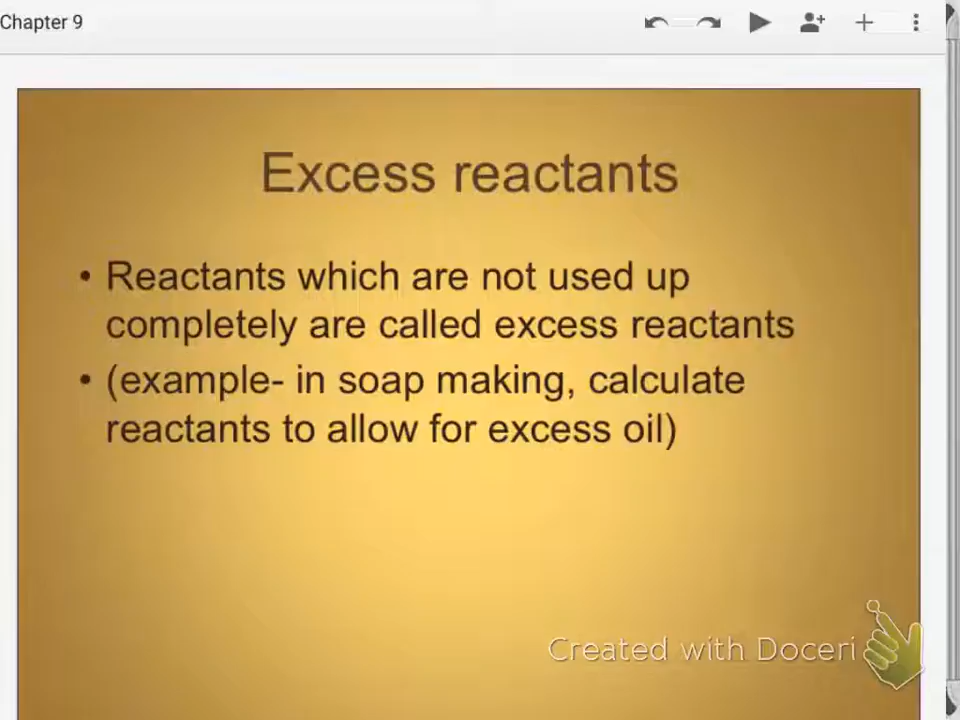 Chapter 9
Excess reactants
• Reactants which are not used up
completely are called excess reactants
• (example- in soap making, calculate
reactants to allow for excess oil)
Created with Doceri